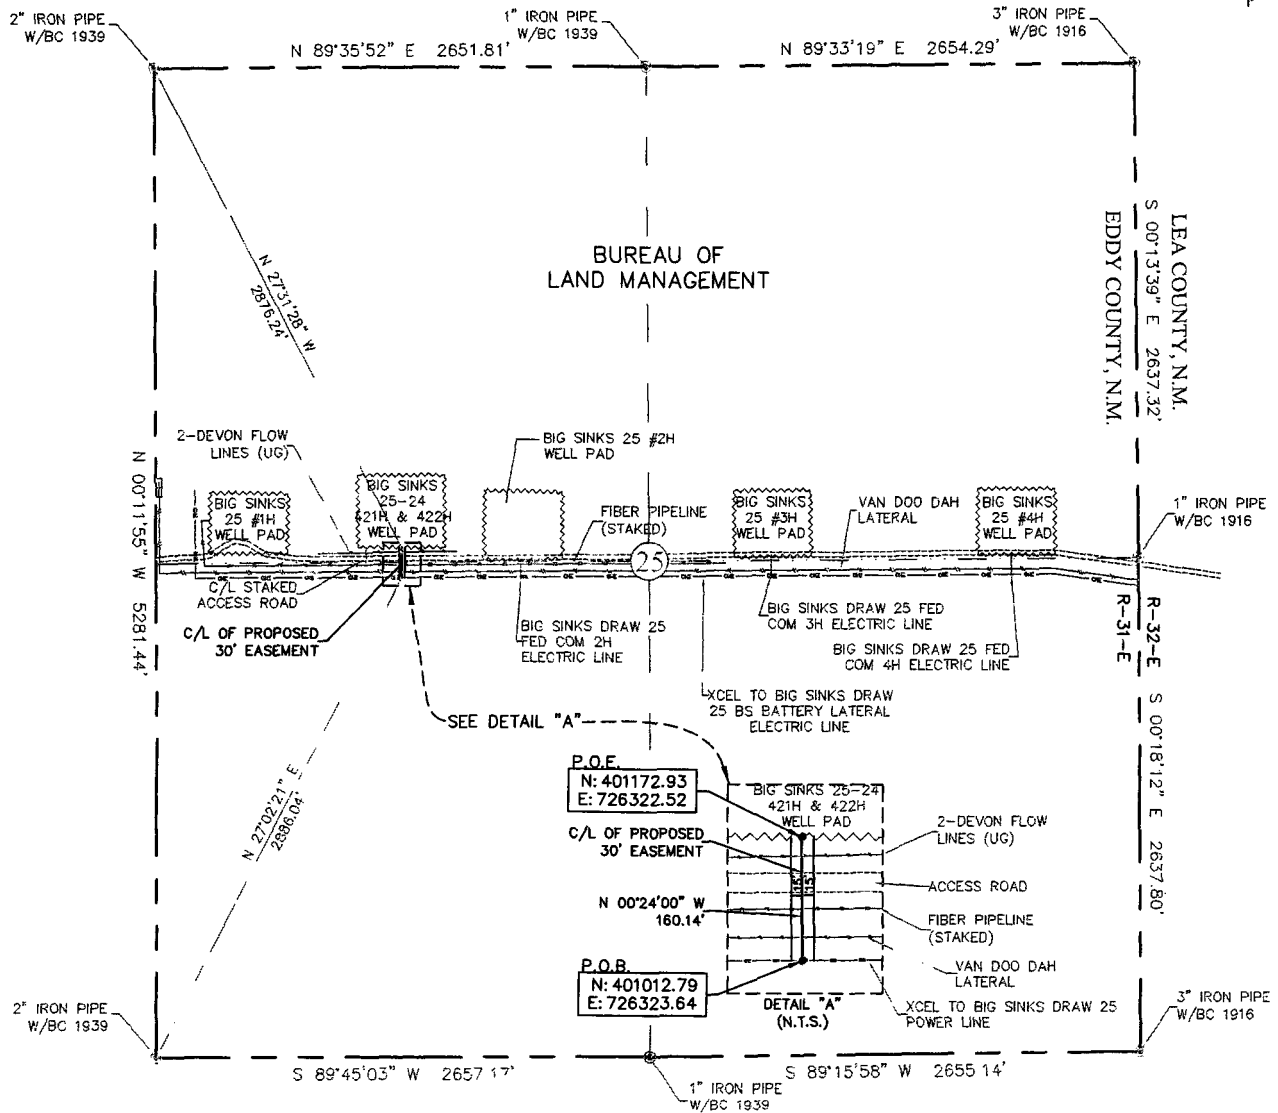 2" IRON PIPE
W/BC 1939
1" IRON PIPE
W/BC 1939
3" IRON PIPE
W/BC 1916
N 89°35'52" E 2651.81'
N 89°33'19" E 2654.29'
BUREAU OF
LAND MANAGEMENT
N 27°31'28" W
2876.24'
S 00°13'39" E 2637.32'
LEA COUNTY, N.M.
EDDY COUNTY, N.M.
2-DEVON FLOW
LINES (UG)
BIG SINKS 25 #2H
WELL PAD
BIG SINKS
25 #1H
WELL PAD
BIG SINKS
25-24
421H & 422H
WELL PAD
FIBER PIPELINE
(STAKED)
BIG SINKS
25 #3H
WELL PAD
VAN DOO DAH
LATERAL
BIG SINKS
25 #4H
WELL PAD
1" IRON PIPE
W/BC 1916
25
N 00°11'55" W 5281.44'
C/L STAKED
ACCESS ROAD
C/L OF PROPOSED
30' EASEMENT
BIG SINKS DRAW 25
FED COM 2H
ELECTRIC LINE
BIG SINKS DRAW 25 FED
COM 3H ELECTRIC LINE
BIG SINKS DRAW 25 FED
COM 4H ELECTRIC LINE
R-32-E
R-31-E
XCEL TO BIG SINKS DRAW
25 BS BATTERY LATERAL
ELECTRIC LINE
SEE DETAIL "A"
S 00°18'12" E 2637.80'
N 27°02'21" E
2886.04'
P.O.E.
N: 401172.93
E: 726322.52
BIG SINKS 25-24
421H & 422H
WELL PAD
C/L OF PROPOSED
30' EASEMENT
2-DEVON FLOW
LINES (UG)
15'
15'
ACCESS ROAD
N 00°24'00" W
160.14'
FIBER PIPELINE
(STAKED)
VAN DOO DAH
LATERAL
P.O.B.
N: 401012.79
E: 726323.64
DETAIL "A"
(N.T.S.)
XCEL TO BIG SINKS DRAW 25
POWER LINE
2" IRON PIPE
W/BC 1939
3" IRON PIPE
W/BC 1916
S 89°45'03" W 2657.17'
S 89°15'58" W 2655.14'
1" IRON PIPE
W/BC 1939